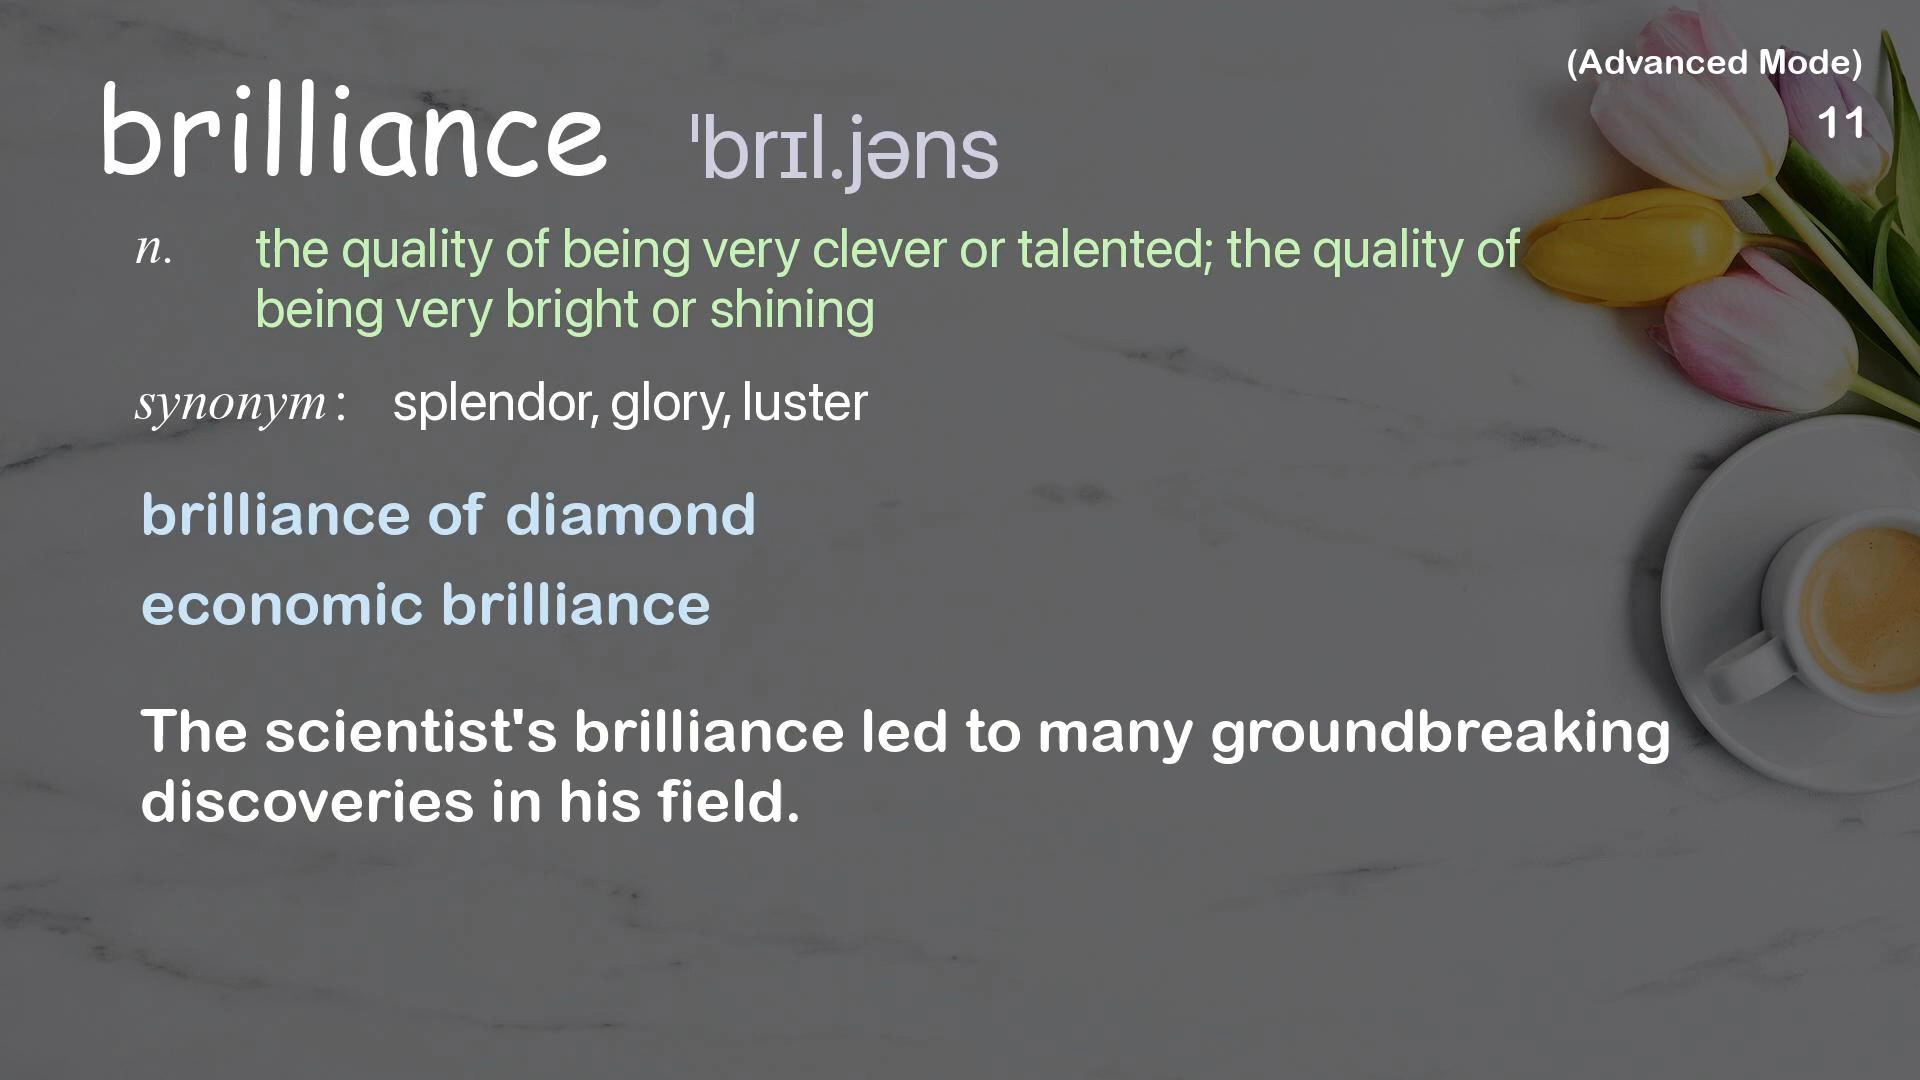 (Advanced Mode)
11
brilliance ˈbrɪl.jəns
n. the quality of being very clever or talented; the quality of
being very bright or shining
synonym: splendor, glory, luster
brilliance of diamond
economic brilliance
The scientist's brilliance led to many groundbreaking
discoveries in his field.